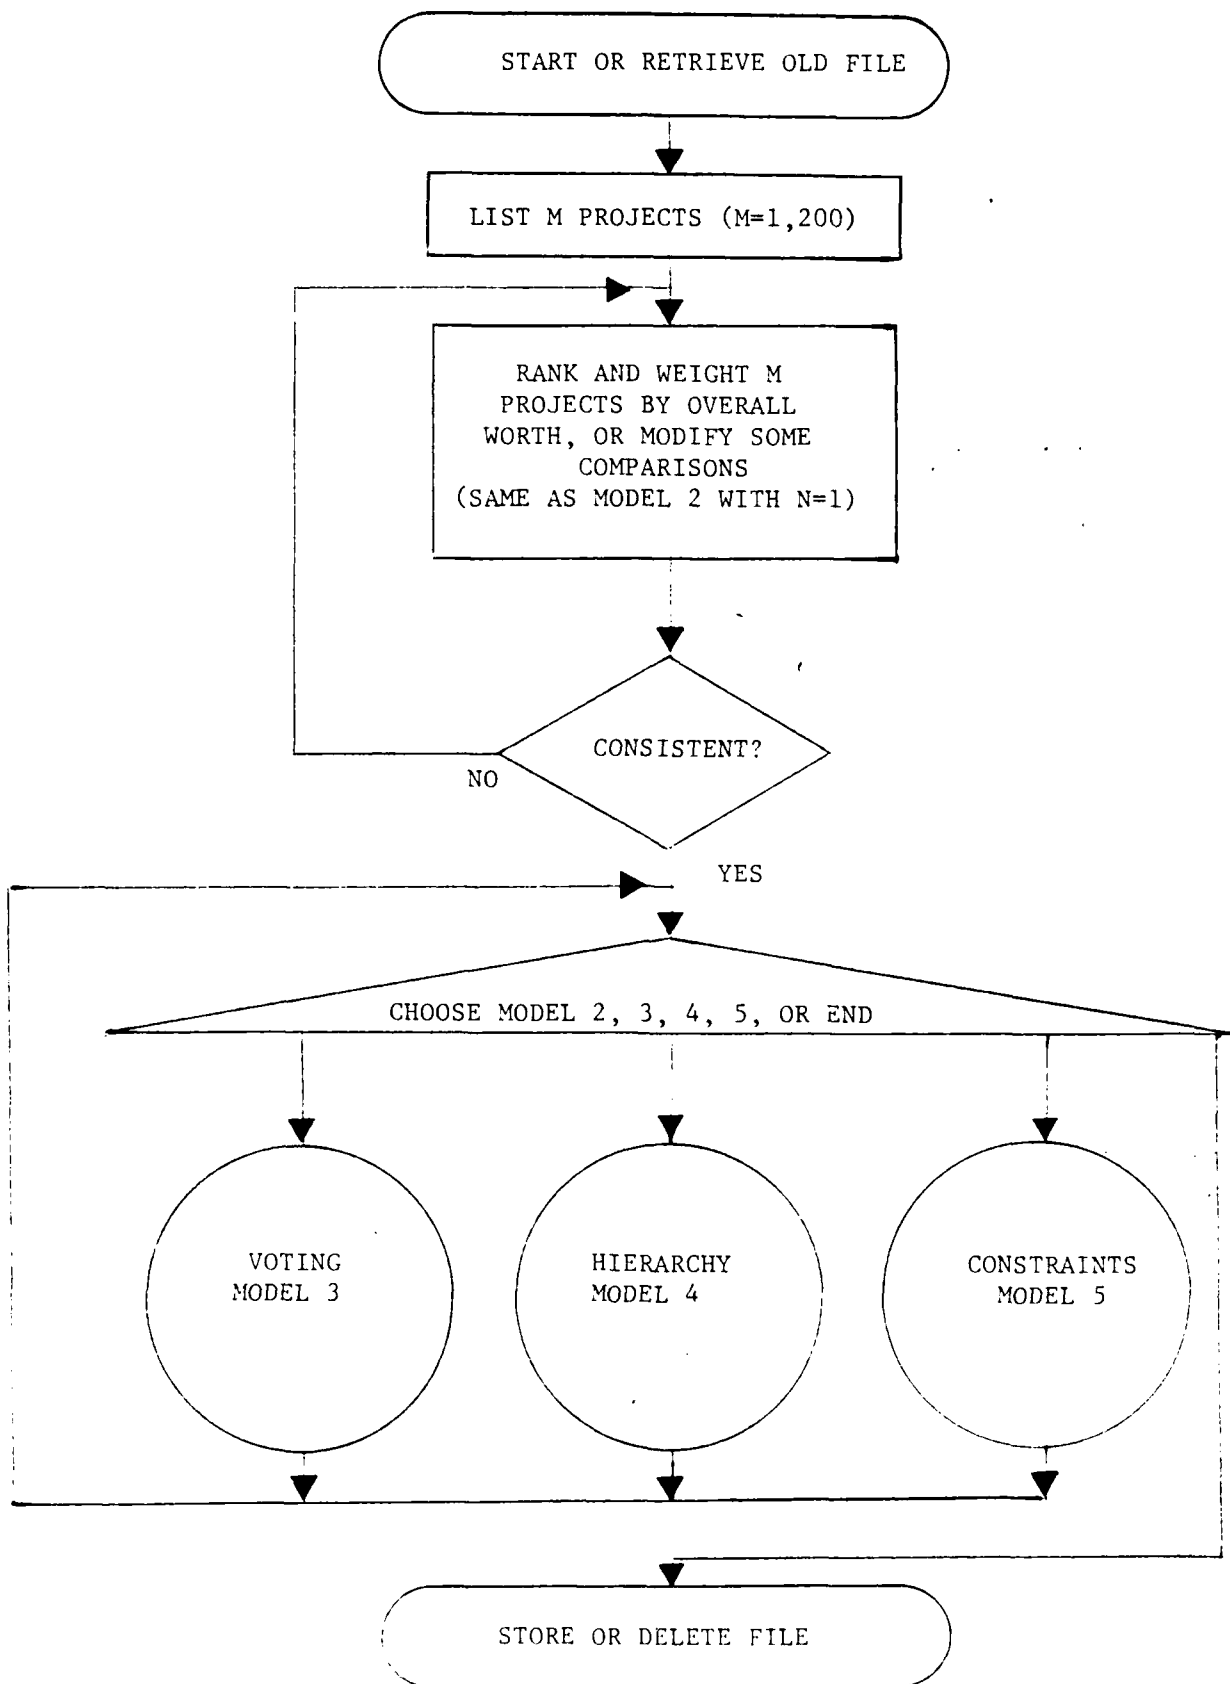 START OR RETRIEVE OLD FILE
LIST M PROJECTS (M=1,200)
RANK AND WEIGHT M
PROJECTS BY OVERALL
WORTH, OR MODIFY SOME
COMPARISONS
(SAME AS MODEL 2 WITH N=1)
CONSISTENT?
NO
YES
CHOOSE MODEL 2, 3, 4, 5, OR END
VOTING
MODEL 3
HIERARCHY
MODEL 4
CONSTRAINTS
MODEL 5
STORE OR DELETE FILE